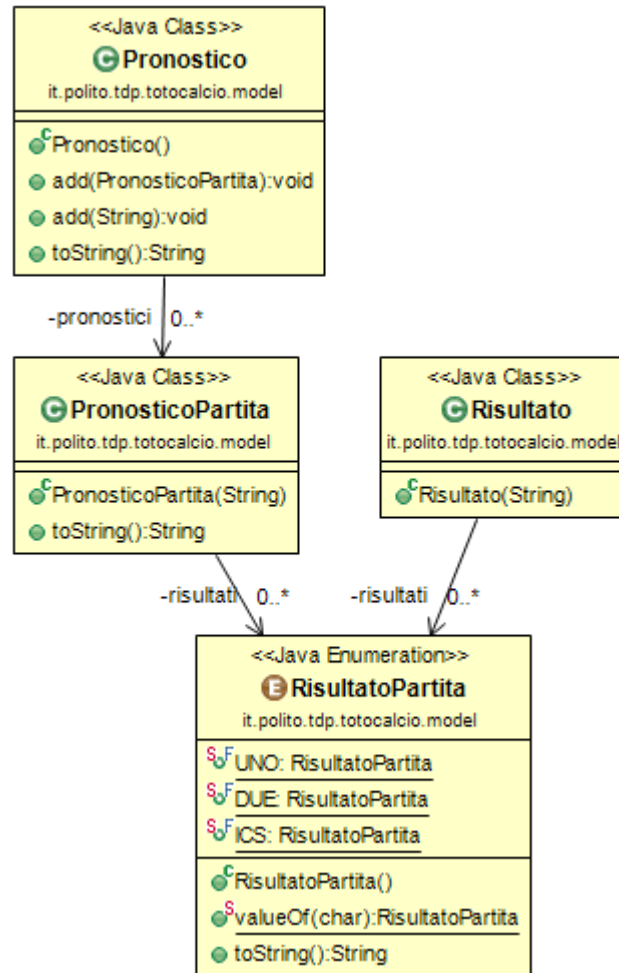 <<Java Class>>
Pronostico
it.polito.tdp.totocalcio.model
Pronostico()
add(PronosticoPartita):void
add(String):void
toString():String
-pronostici 0..*
<<Java Class>>
PronosticoPartita
it.polito.tdp.totocalcio.model
PronosticoPartita(String)
toString():String
<<Java Class>>
Risultato
it.polito.tdp.totocalcio.model
Risultato(String)
-risultati 0..*
-risultati 0..*
<<Java Enumeration>>
RisultatoPartita
it.polito.tdp.totocalcio.model
UNO: RisultatoPartita
DUE: RisultatoPartita
ICS: RisultatoPartita
RisultatoPartita()
valueOf(char):RisultatoPartita
toString():String